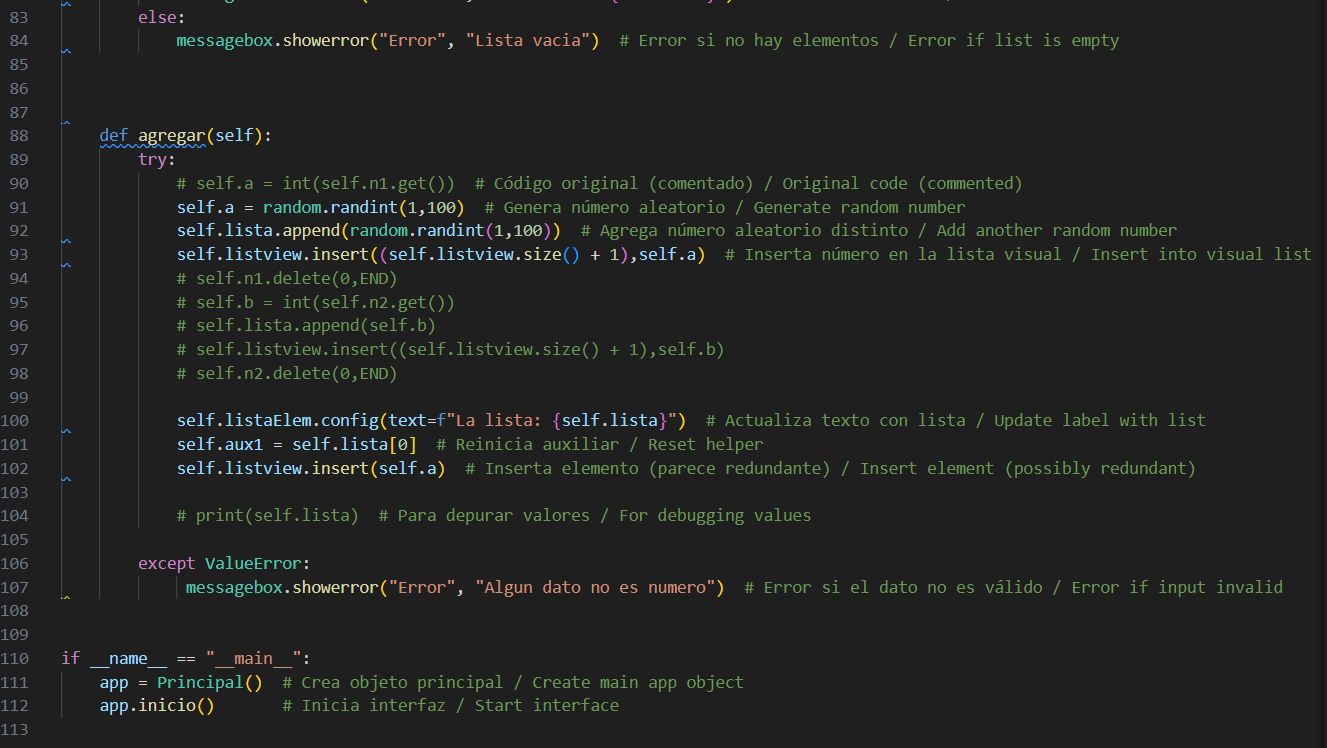 83 else:
84 messagebox.showerror("Error", "Lista vacia") # Error si no hay elementos / Error if list is empty
85
86
87
88 def agregar(self):
89 try:
90 # self.a = int(self.n1.get()) # Código original (comentado) / Original code (commented)
91 self.a = random.randint(1,100) # Genera número aleatorio / Generate random number
92 self.lista.append(random.randint(1,100)) # Agrega número aleatorio distinto / Add another random number
93 self.listview.insert((self.listview.size() + 1),self.a) # Inserta número en la lista visual / Insert into visual list
94 # self.n1.delete(0,END)
95 # self.b = int(self.n2.get())
96 # self.lista.append(self.b)
97 # self.listview.insert((self.listview.size() + 1),self.b)
98 # self.n2.delete(0,END)
99
100 self.listaElem.config(text=f"La lista: {self.lista}") # Actualiza texto con lista / Update label with list
101 self.aux1 = self.lista[0] # Reinicia auxiliar / Reset helper
102 self.listview.insert(self.a) # Inserta elemento (parece redundante) / Insert element (possibly redundant)
103
104 # print(self.lista) # Para depurar valores / For debugging values
105
106 except ValueError:
107 messagebox.showerror("Error", "Algun dato no es numero") # Error si el dato no es válido / Error if input invalid
108
109
110 if __name__ == "__main__":
111 app = Principal() # Crea objeto principal / Create main app object
112 app.inicio() # Inicia interfaz / Start interface
113